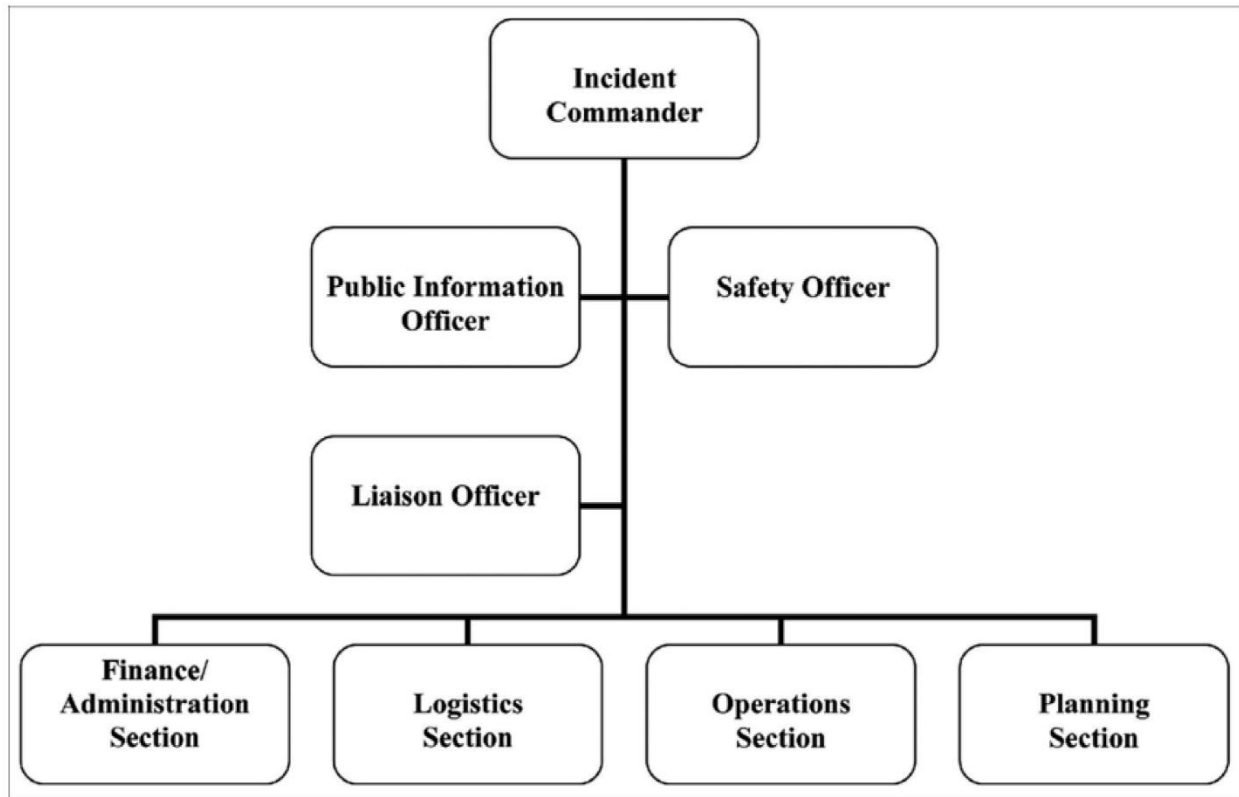 Incident
Commander
Public Information
Officer
Safety Officer
Liaison Officer
Finance/
Administration
Section
Logistics
Section
Operations
Section
Planning
Section